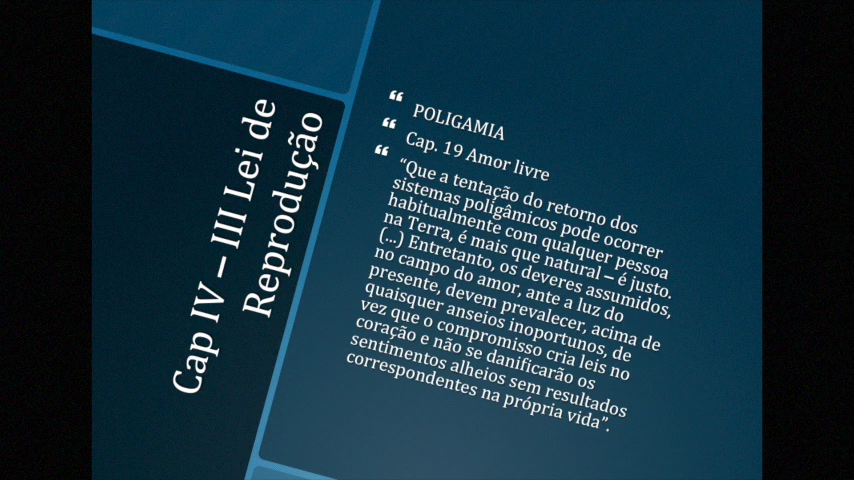 Cap IV – III Lei de
Reprodução
POLIGAMIA
Cap. 19 Amor livre
“Que a tentação do retorno dos
sistemas poligâmicos pode ocorrer
habitualmente com qualquer pessoa
na Terra, é mais que natural – é justo.
(...) Entretanto, os deveres assumidos,
no campo do amor, ante a luz do
presente, devem prevalecer, acima de
quaisquer anseios inoportunos, de
vez que o compromisso cria leis no
coração e não se danificarão os
sentimentos alheios sem resultados
correspondentes na própria vida”.